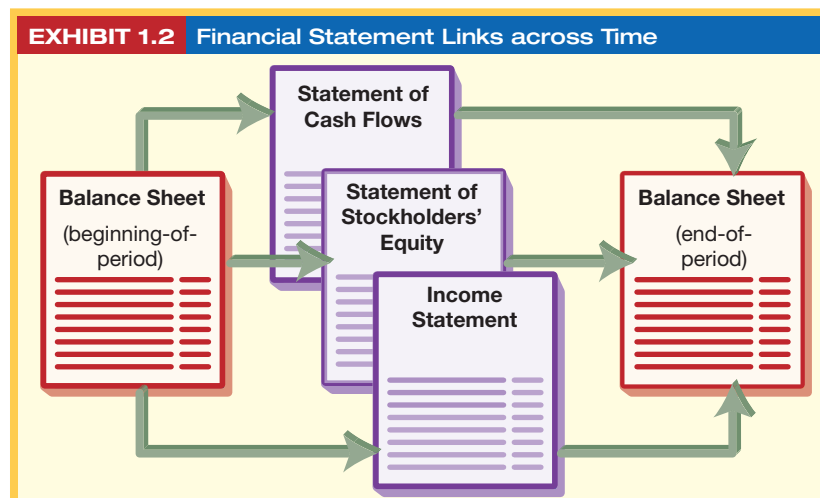 EXHIBIT 1.2 Financial Statement Links across Time
Statement of
Cash Flows
Balance Sheet
(beginning-of-
period)
Statement of
Stockholders'
Equity
Income
Statement
Balance Sheet
(end-of-
period)